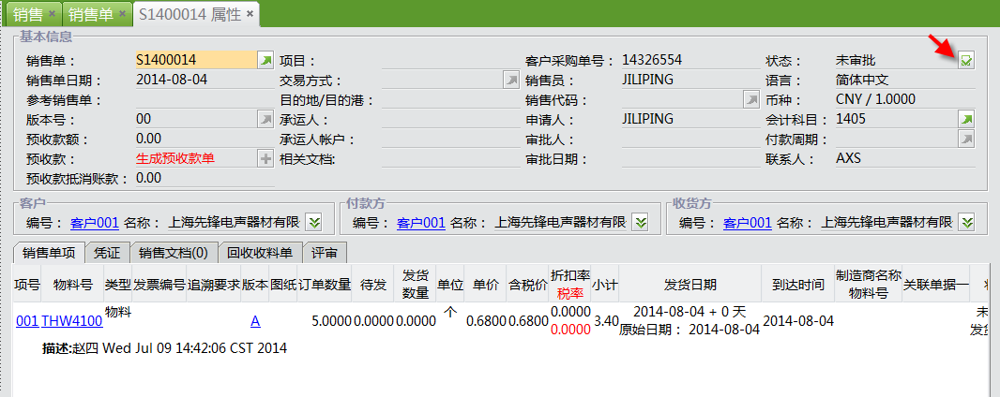 销售 × 销售单 × S1400014 属性 ×
基本信息
销售单： S1400014 项目： 客户采购单号： 14326554 状态： 未审批
销售单日期： 2014-08-04 交易方式： 销售员： JILIPING 语言： 简体中文
参考销售单： 目的地/目的港： 销售代码： 币种： CNY / 1.0000
版本号： 00 承运人： 申请人： JILIPING 会计科目： 1405
预收款额： 0.00 承运人帐户： 审批人： 付款周期：
预收款： 生成预收款单 相关文档: 审批日期： 联系人： AXS
预收款抵消账款： 0.00
客户 付款方 收货方
编号： 客户001 名称： 上海先锋电声器材有限 编号： 客户001 名称： 上海先锋电声器材有限 编号： 客户001 名称： 上海先锋电声器材有限
销售单项 凭证 销售文档(0) 回收收料单 评审
项号 物料号 类型 发票编号 追溯要求 版本 图纸 订单数量 待发 发货数量 单位 单价 含税价 折扣率 税率 小计 发货日期 到达时间 制造商名称 物料号 关联单据一
001 THW4100 物料 A 5.0000 0.0000 0.0000 个 0.6800 0.6800 0.0000 0.0000 3.40 2014-08-04 + 0 天 原始日期： 2014-08-04 2014-08-04 未 发货
描述:赵四 Wed Jul 09 14:42:06 CST 2014